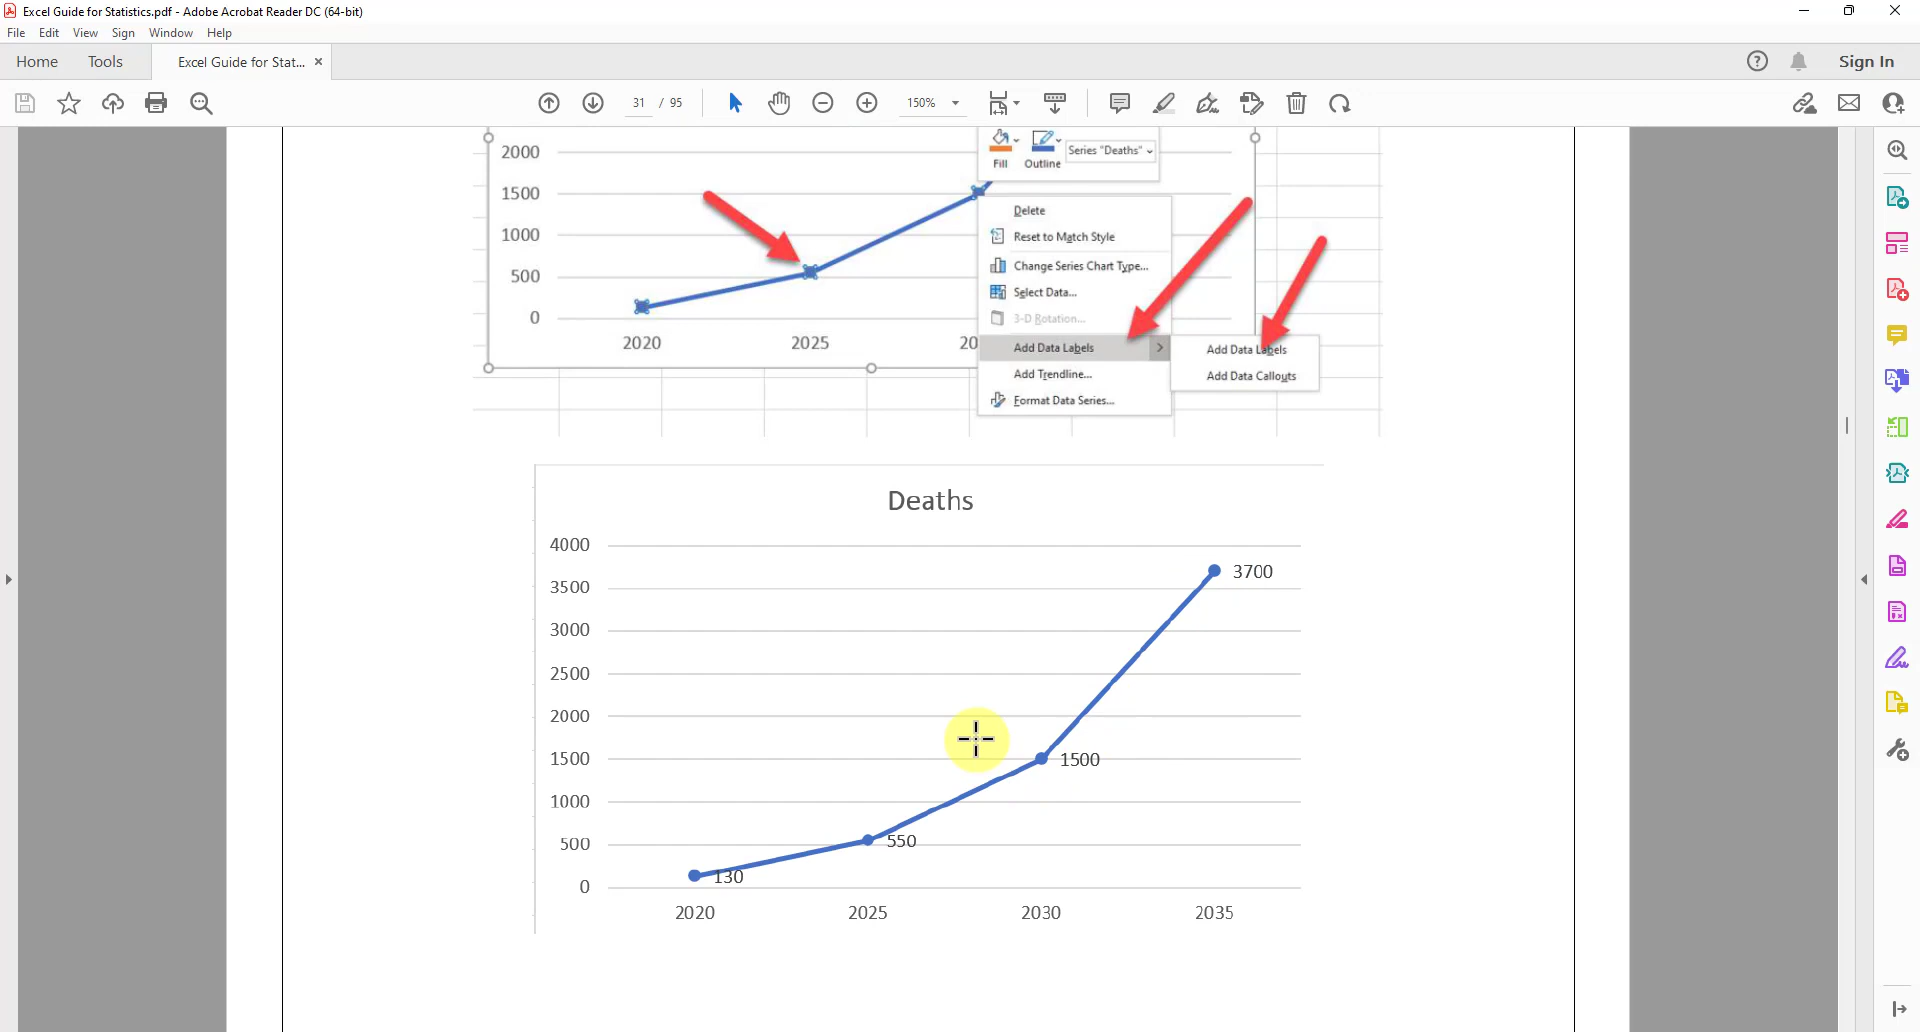 Excel Guide for Statistics.pdf - Adobe Acrobat Reader DC (64-bit)
File Edit View Sign Window Help
Home Tools Excel Guide for Stat... × Sign In
31 / 95 150%
2000
1500
1000
500
0
2020 2025 20
Fill Outline Series "Deaths"
Delete
Reset to Match Style
Change Series Chart Type...
Select Data...
3-D Rotation...
Add Data Labels >
Add Trendline...
Format Data Series...
Add Data Labels
Add Data Callouts
Deaths
4000
3500
3000
2500
2000
1500
1000
500
0
3700
1500
550
130
2020 2025 2030 2035